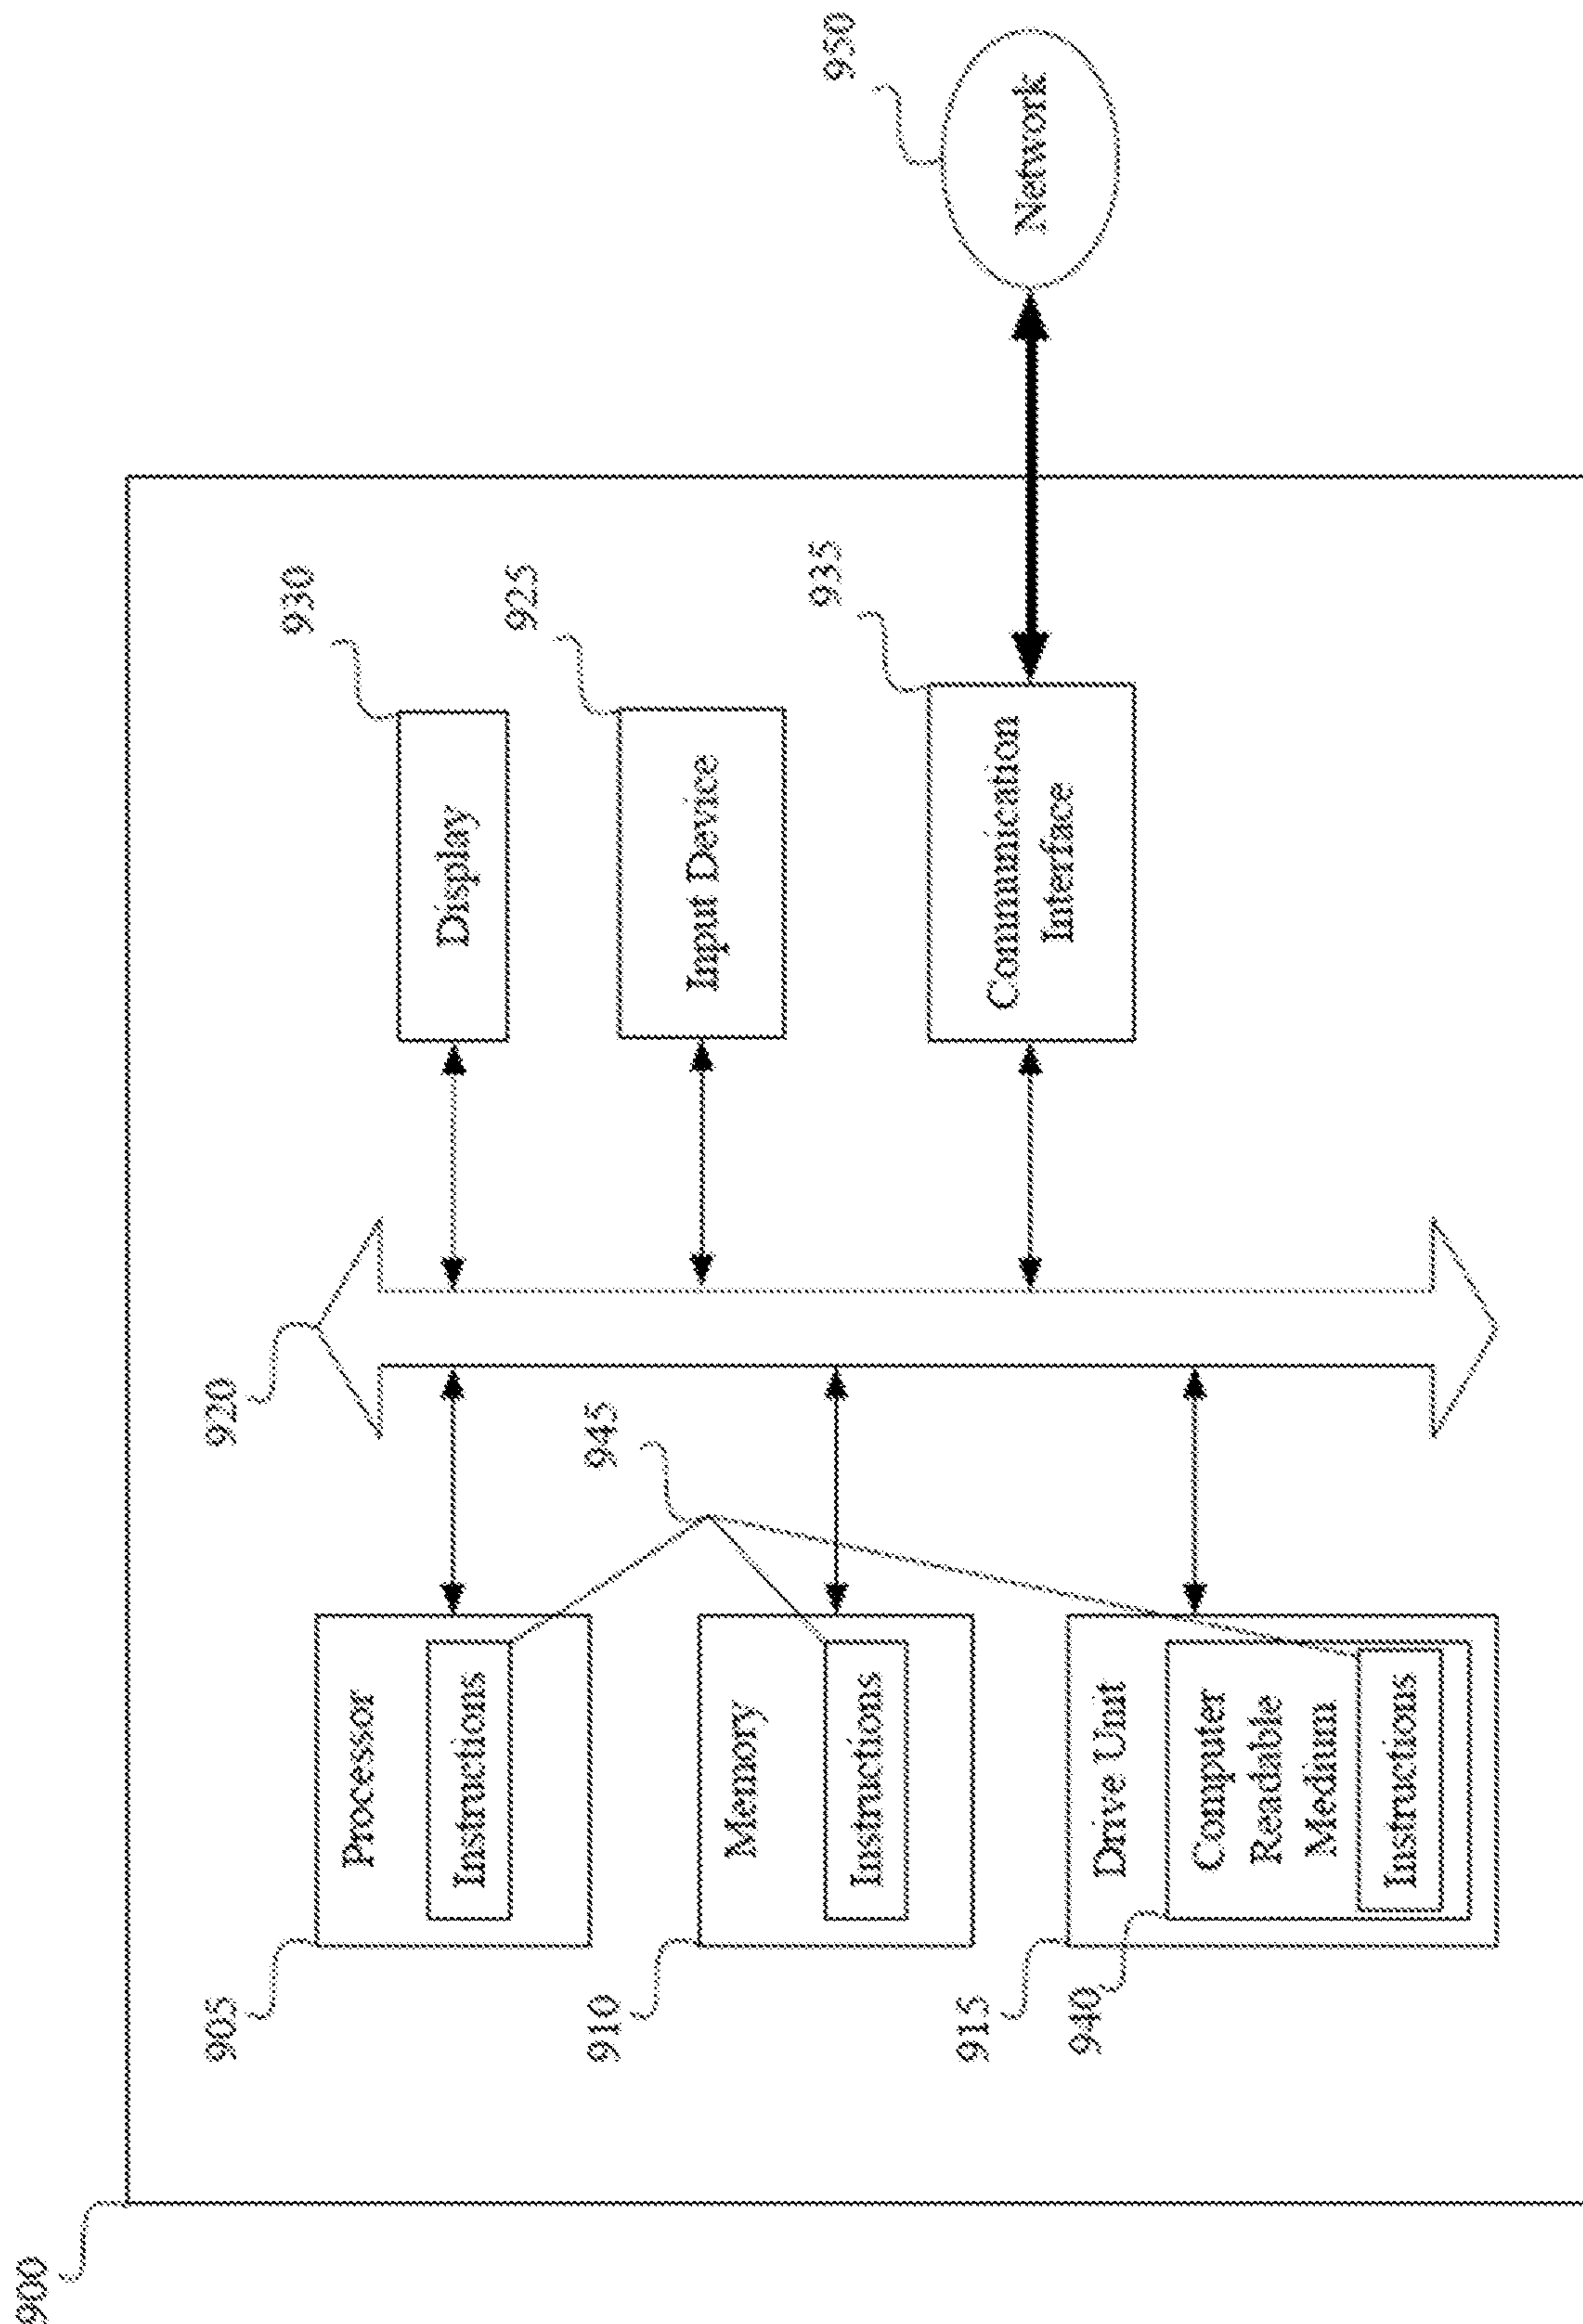 900
905
Processor
Instructions
910
Memory
Instructions
915
Drive Unit
940
Computer
Readable
Medium
Instructions
920
945
930
Display
925
Input Device
935
Communication
Interface
950
Network